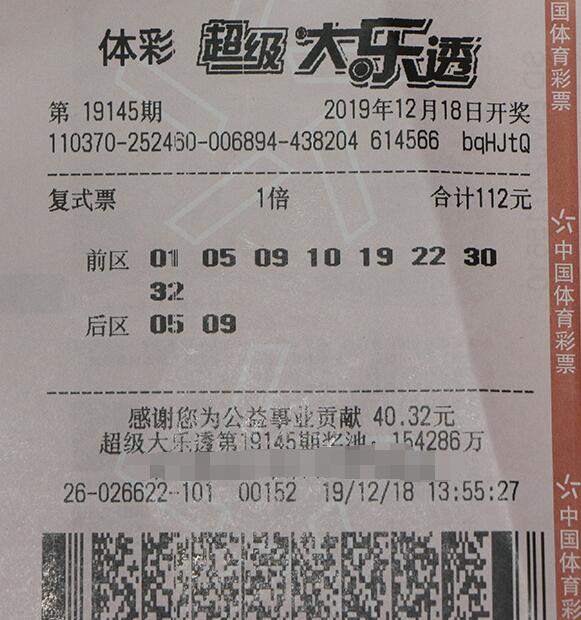 体彩 超级大乐透
第 19145期 2019年12月18日开奖
110370-252460-006894-438204 614566 bqHJtQ
复式票 1倍 合计112元
前区 01 05 09 10 19 22 30
32
后区 05 09
感谢您为公益事业贡献 40.32元
超级大乐透第19145期奖池：154286万
26-026622-101 00152 19/12/18 13:55:27
国体育彩票
中国体育彩票
中国体育彩